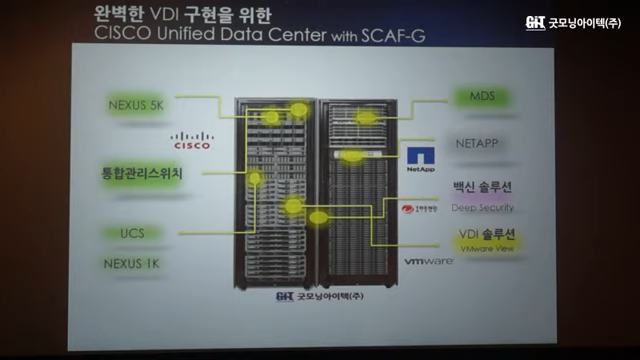 완벽한 VDI 구현을 위한
CISCO Unified Data Center with SCAF-G
GIT 굿모닝아이텍(주)
NEXUS 5K
CISCO
통합관리스위치
UCS
NEXUS 1K
MDS
NETAPP
NetApp
백신 솔루션
Deep Security
VDI 솔루션
VMware View
vmware
GIT 굿모닝아이텍(주)